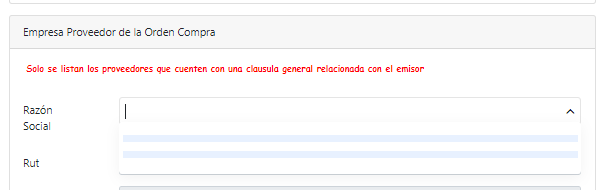 Empresa Proveedor de la Orden Compra
Solo se listan los proveedores que cuenten con una clausula general relacionada con el emisor
Razón
Social
Rut